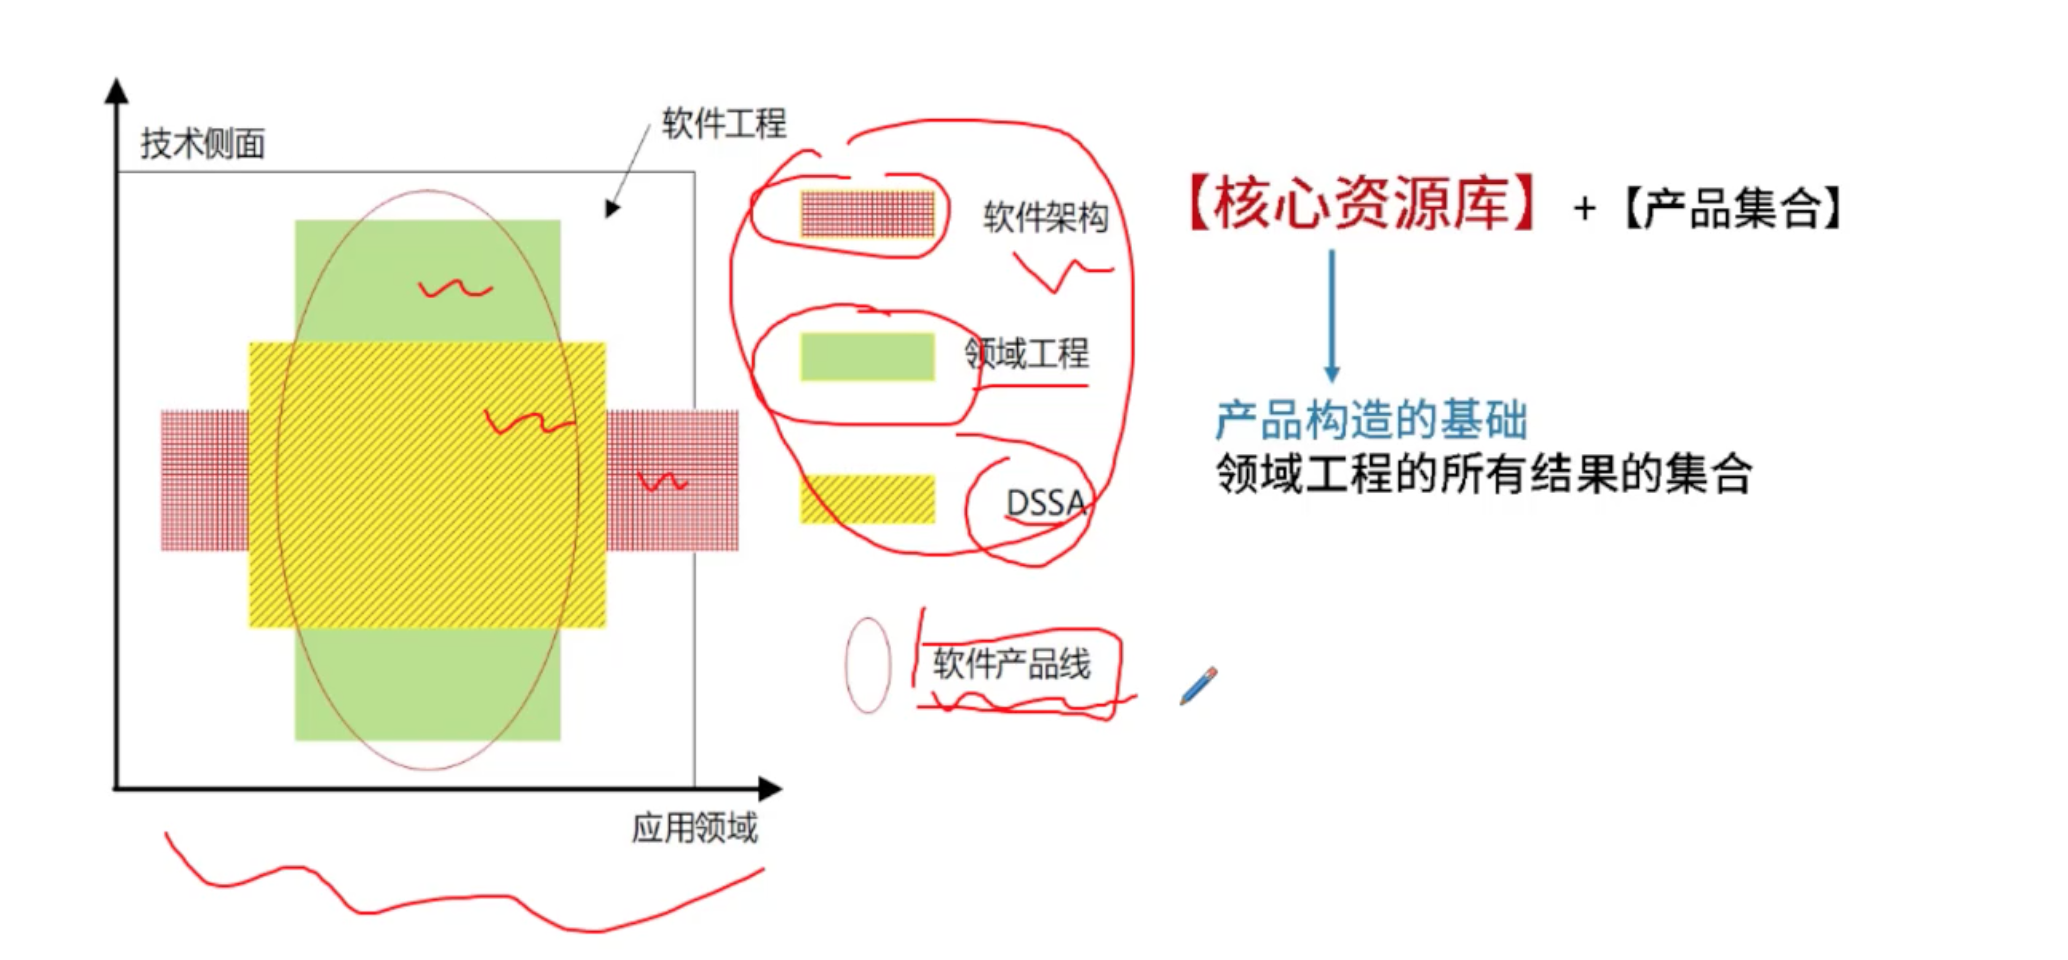 技术侧面
软件工程
软件架构
领域工程
DSSA
软件产品线
应用领域
【核心资源库】 + 【产品集合】
产品构造的基础
领域工程的所有结果的集合